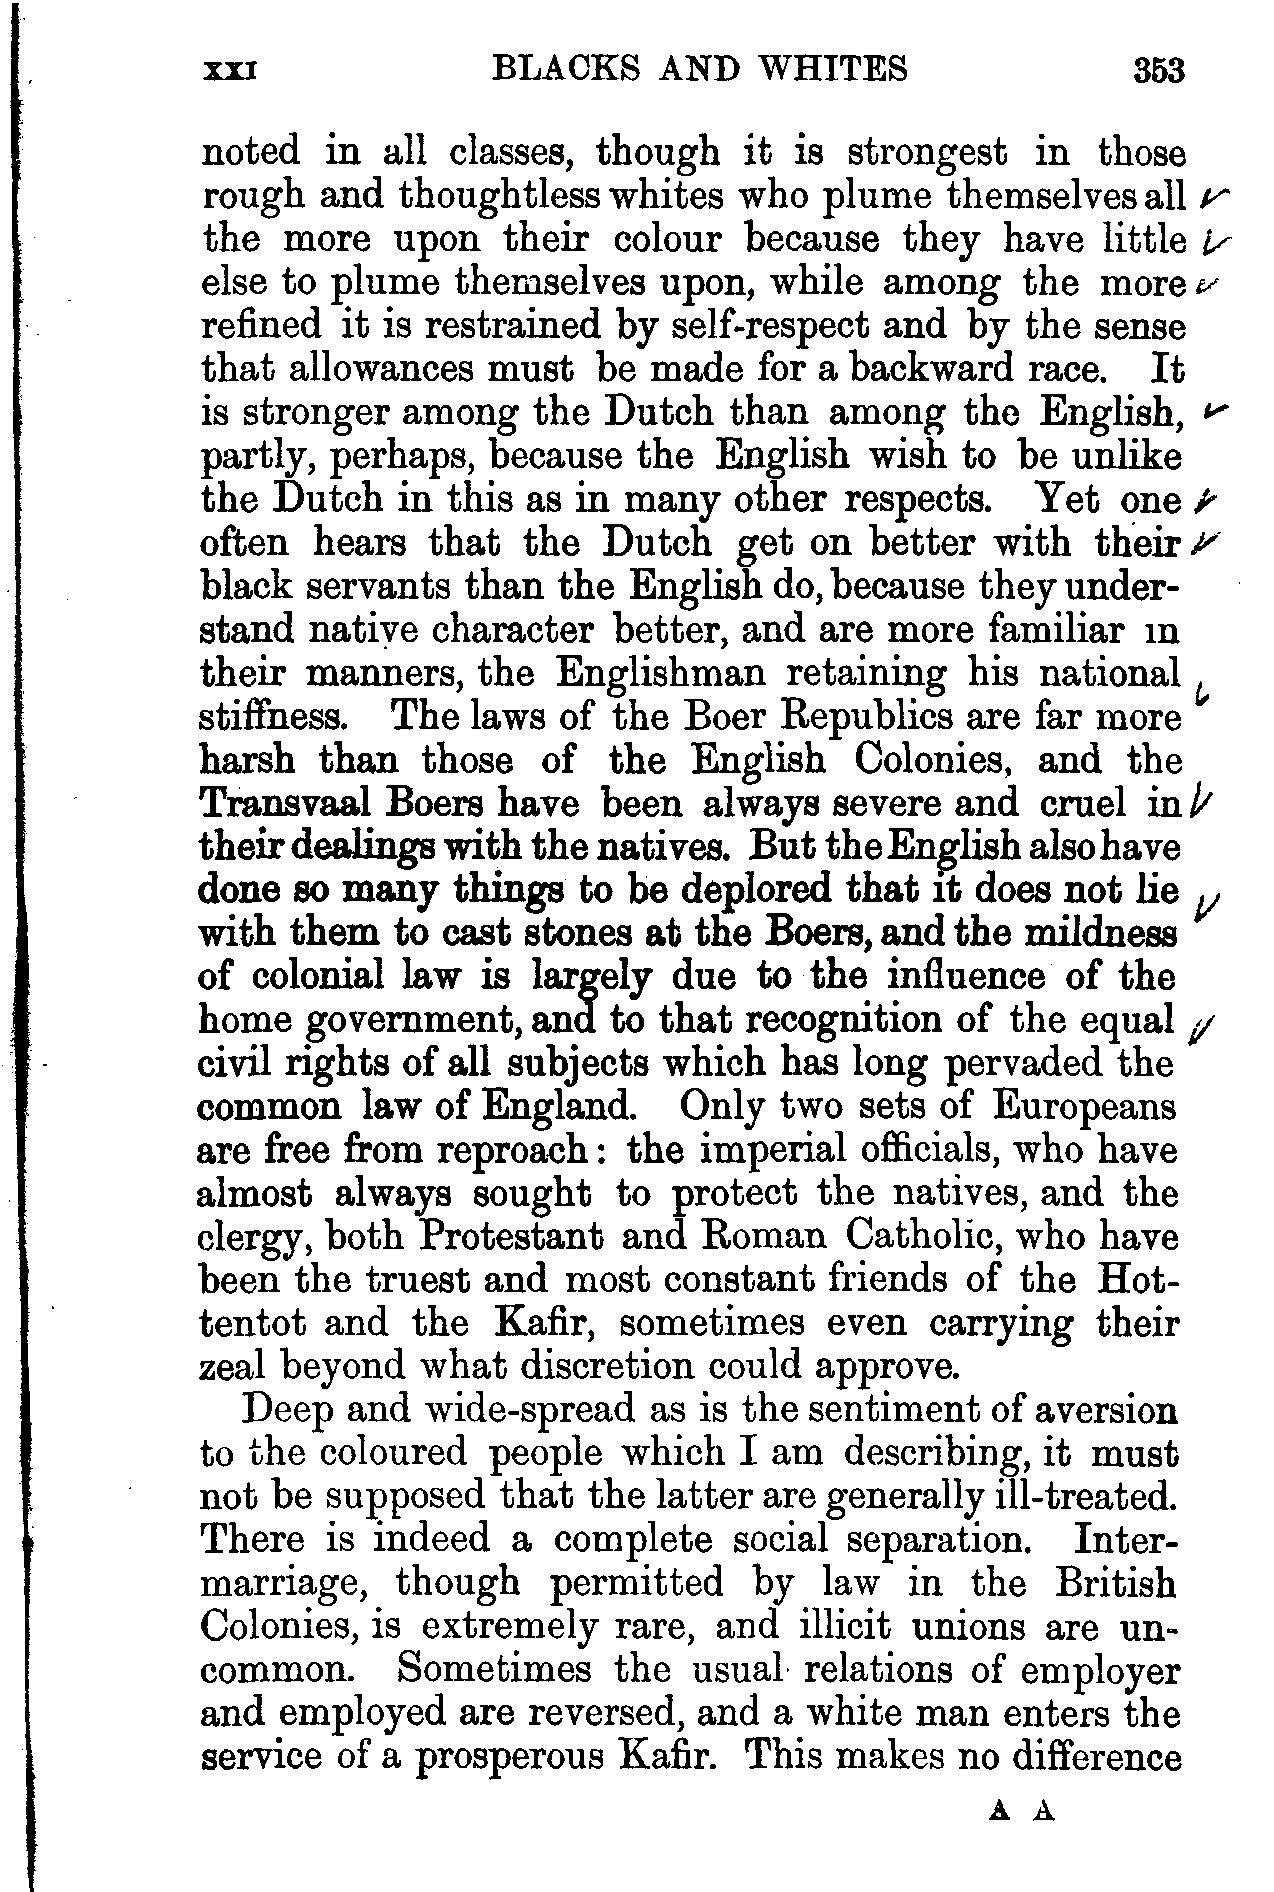 XXI BLACKS AND WHITES 353
noted in all classes, though it is strongest in those
rough and thoughtless whites who plume themselves all
the more upon their colour because they have little
else to plume themselves upon, while among the more
refined it is restrained by self-respect and by the sense
that allowances must be made for a backward race. It
is stronger among the Dutch than among the English,
partly, perhaps, because the English wish to be unlike
the Dutch in this as in many other respects. Yet one
often hears that the Dutch get on better with their
black servants than the English do, because they under-
stand native character better, and are more familiar in
their manners, the Englishman retaining his national
stiffness. The laws of the Boer Republics are far more
harsh than those of the English Colonies, and the
Transvaal Boers have been always severe and cruel in
their dealings with the natives. But the English also have
done so many things to be deplored that it does not lie
with them to cast stones at the Boers, and the mildness
of colonial law is largely due to the influence of the
home government, and to that recognition of the equal
civil rights of all subjects which has long pervaded the
common law of England. Only two sets of Europeans
are free from reproach: the imperial officials, who have
almost always sought to protect the natives, and the
clergy, both Protestant and Roman Catholic, who have
been the truest and most constant friends of the Hot-
tentot and the Kafir, sometimes even carrying their
zeal beyond what discretion could approve.
Deep and wide-spread as is the sentiment of aversion
to the coloured people which I am describing, it must
not be supposed that the latter are generally ill-treated.
There is indeed a complete social separation. Inter-
marriage, though permitted by law in the British
Colonies, is extremely rare, and illicit unions are un-
common. Sometimes the usual relations of employer
and employed are reversed, and a white man enters the
service of a prosperous Kafir. This makes no difference
A A